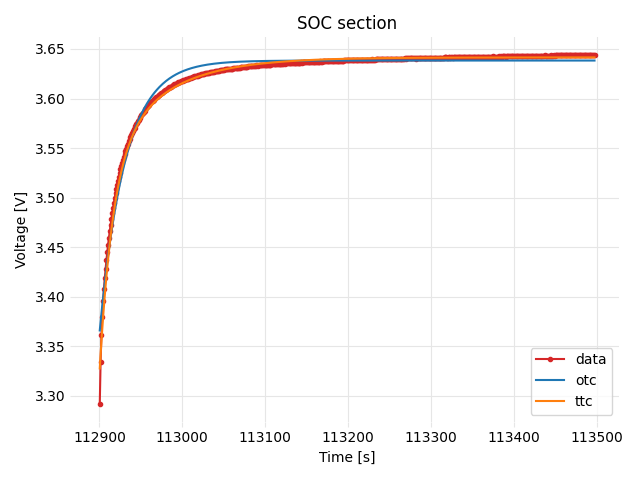 SOC section
Voltage [V]
3.65
3.60
3.55
3.50
3.45
3.40
3.35
3.30
data
otc
ttc
112900 113000 113100 113200 113300 113400 113500
Time [s]